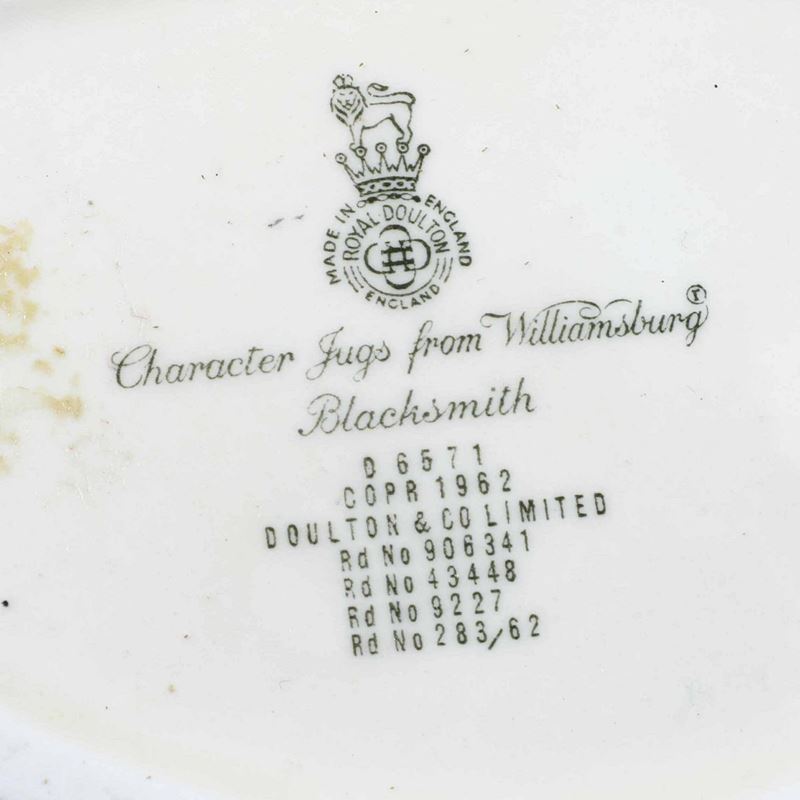 MADE IN ENGLAND
ROYAL DOULTON
ENGLAND
Character Jugs from Williamsburg ®
Blacksmith
D 6571
COPR 1962
DOULTON & CO LIMITED
Rd No 906341
Rd No 43448
Rd No 9227
Rd No 283/62